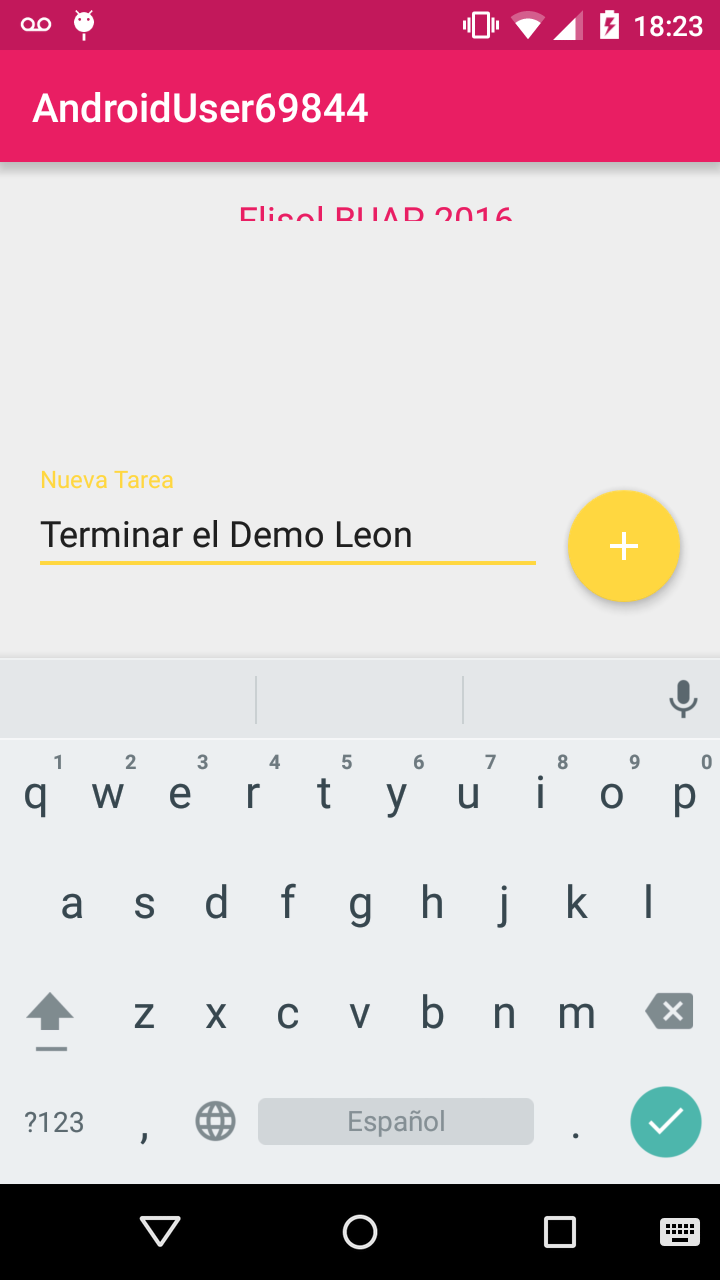 18:23
AndroidUser69844
Flisol BUAP 2016
Nueva Tarea
Terminar el Demo Leon
1 2 3 4 5 6 7 8 9 0
q w e r t y u i o p
a s d f g h j k l
z x c v b n m
?123 , Español .